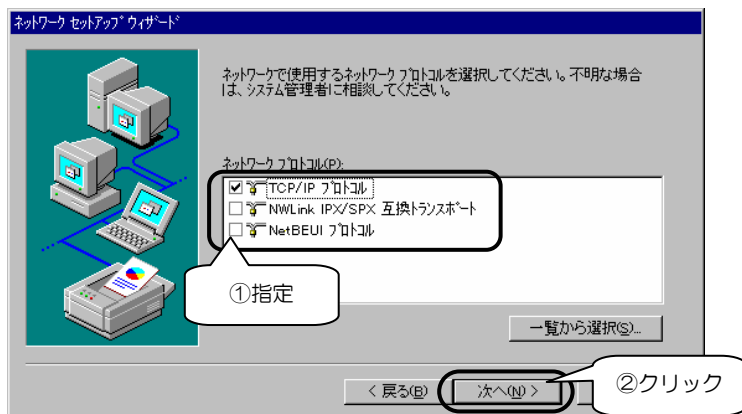 ネットワーク セットアップ ウィザード
ネットワークで使用するネットワーク プロトコルを選択してください。不明な場合
は、システム管理者に相談してください。
ネットワーク プロトコル(P):
TCP/IP プロトコル
NWLink IPX/SPX 互換トランスポート
NetBEUI プロトコル
①指定
一覧から選択(S)...
< 戻る(B)
次へ(N) >
②クリック